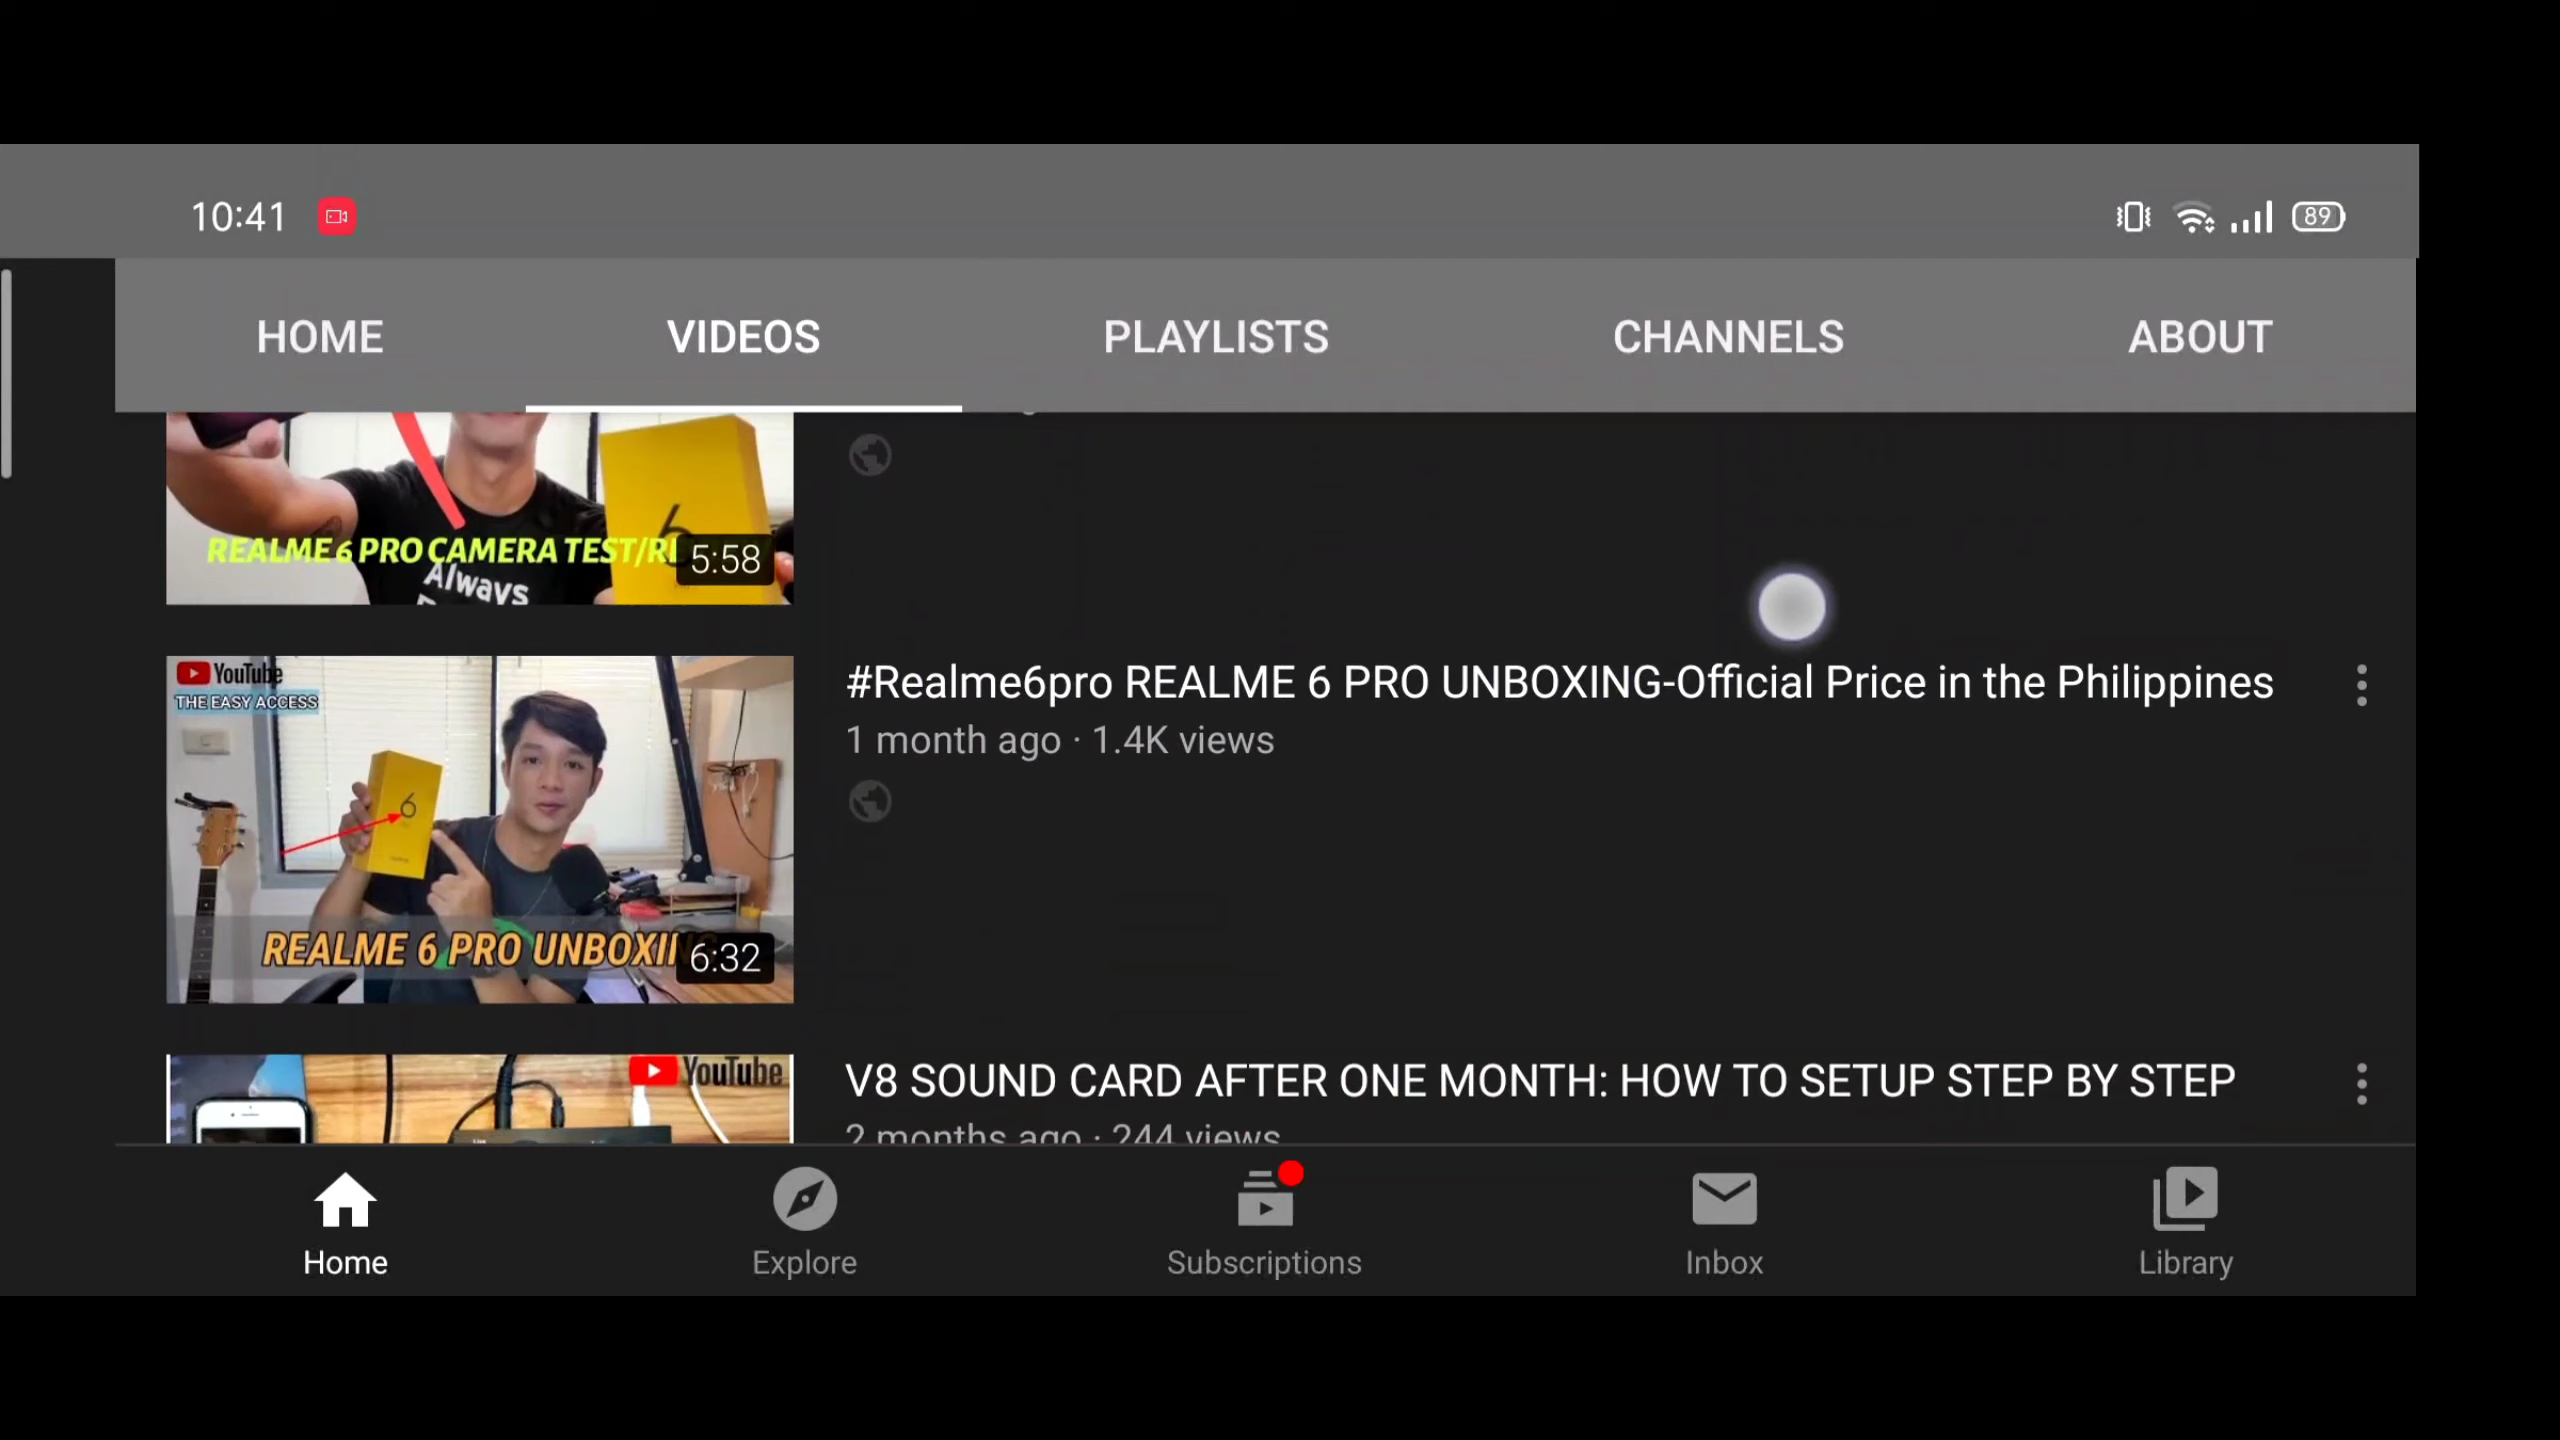 10:41
89
HOME
VIDEOS
PLAYLISTS
CHANNELS
ABOUT
6
REALME 6 PRO CAMERA TEST/R
Always
5:58
YouTube
THE EASY ACCESS
6
REALME 6 PRO UNBOXIN
6:32
#Realme6pro REALME 6 PRO UNBOXING-Official Price in the Philippines
1 month ago · 1.4K views
YouTube
V8 SOUND CARD AFTER ONE MONTH: HOW TO SETUP STEP BY STEP
2 months ago · 244 views
Home
Explore
Subscriptions
Inbox
Library